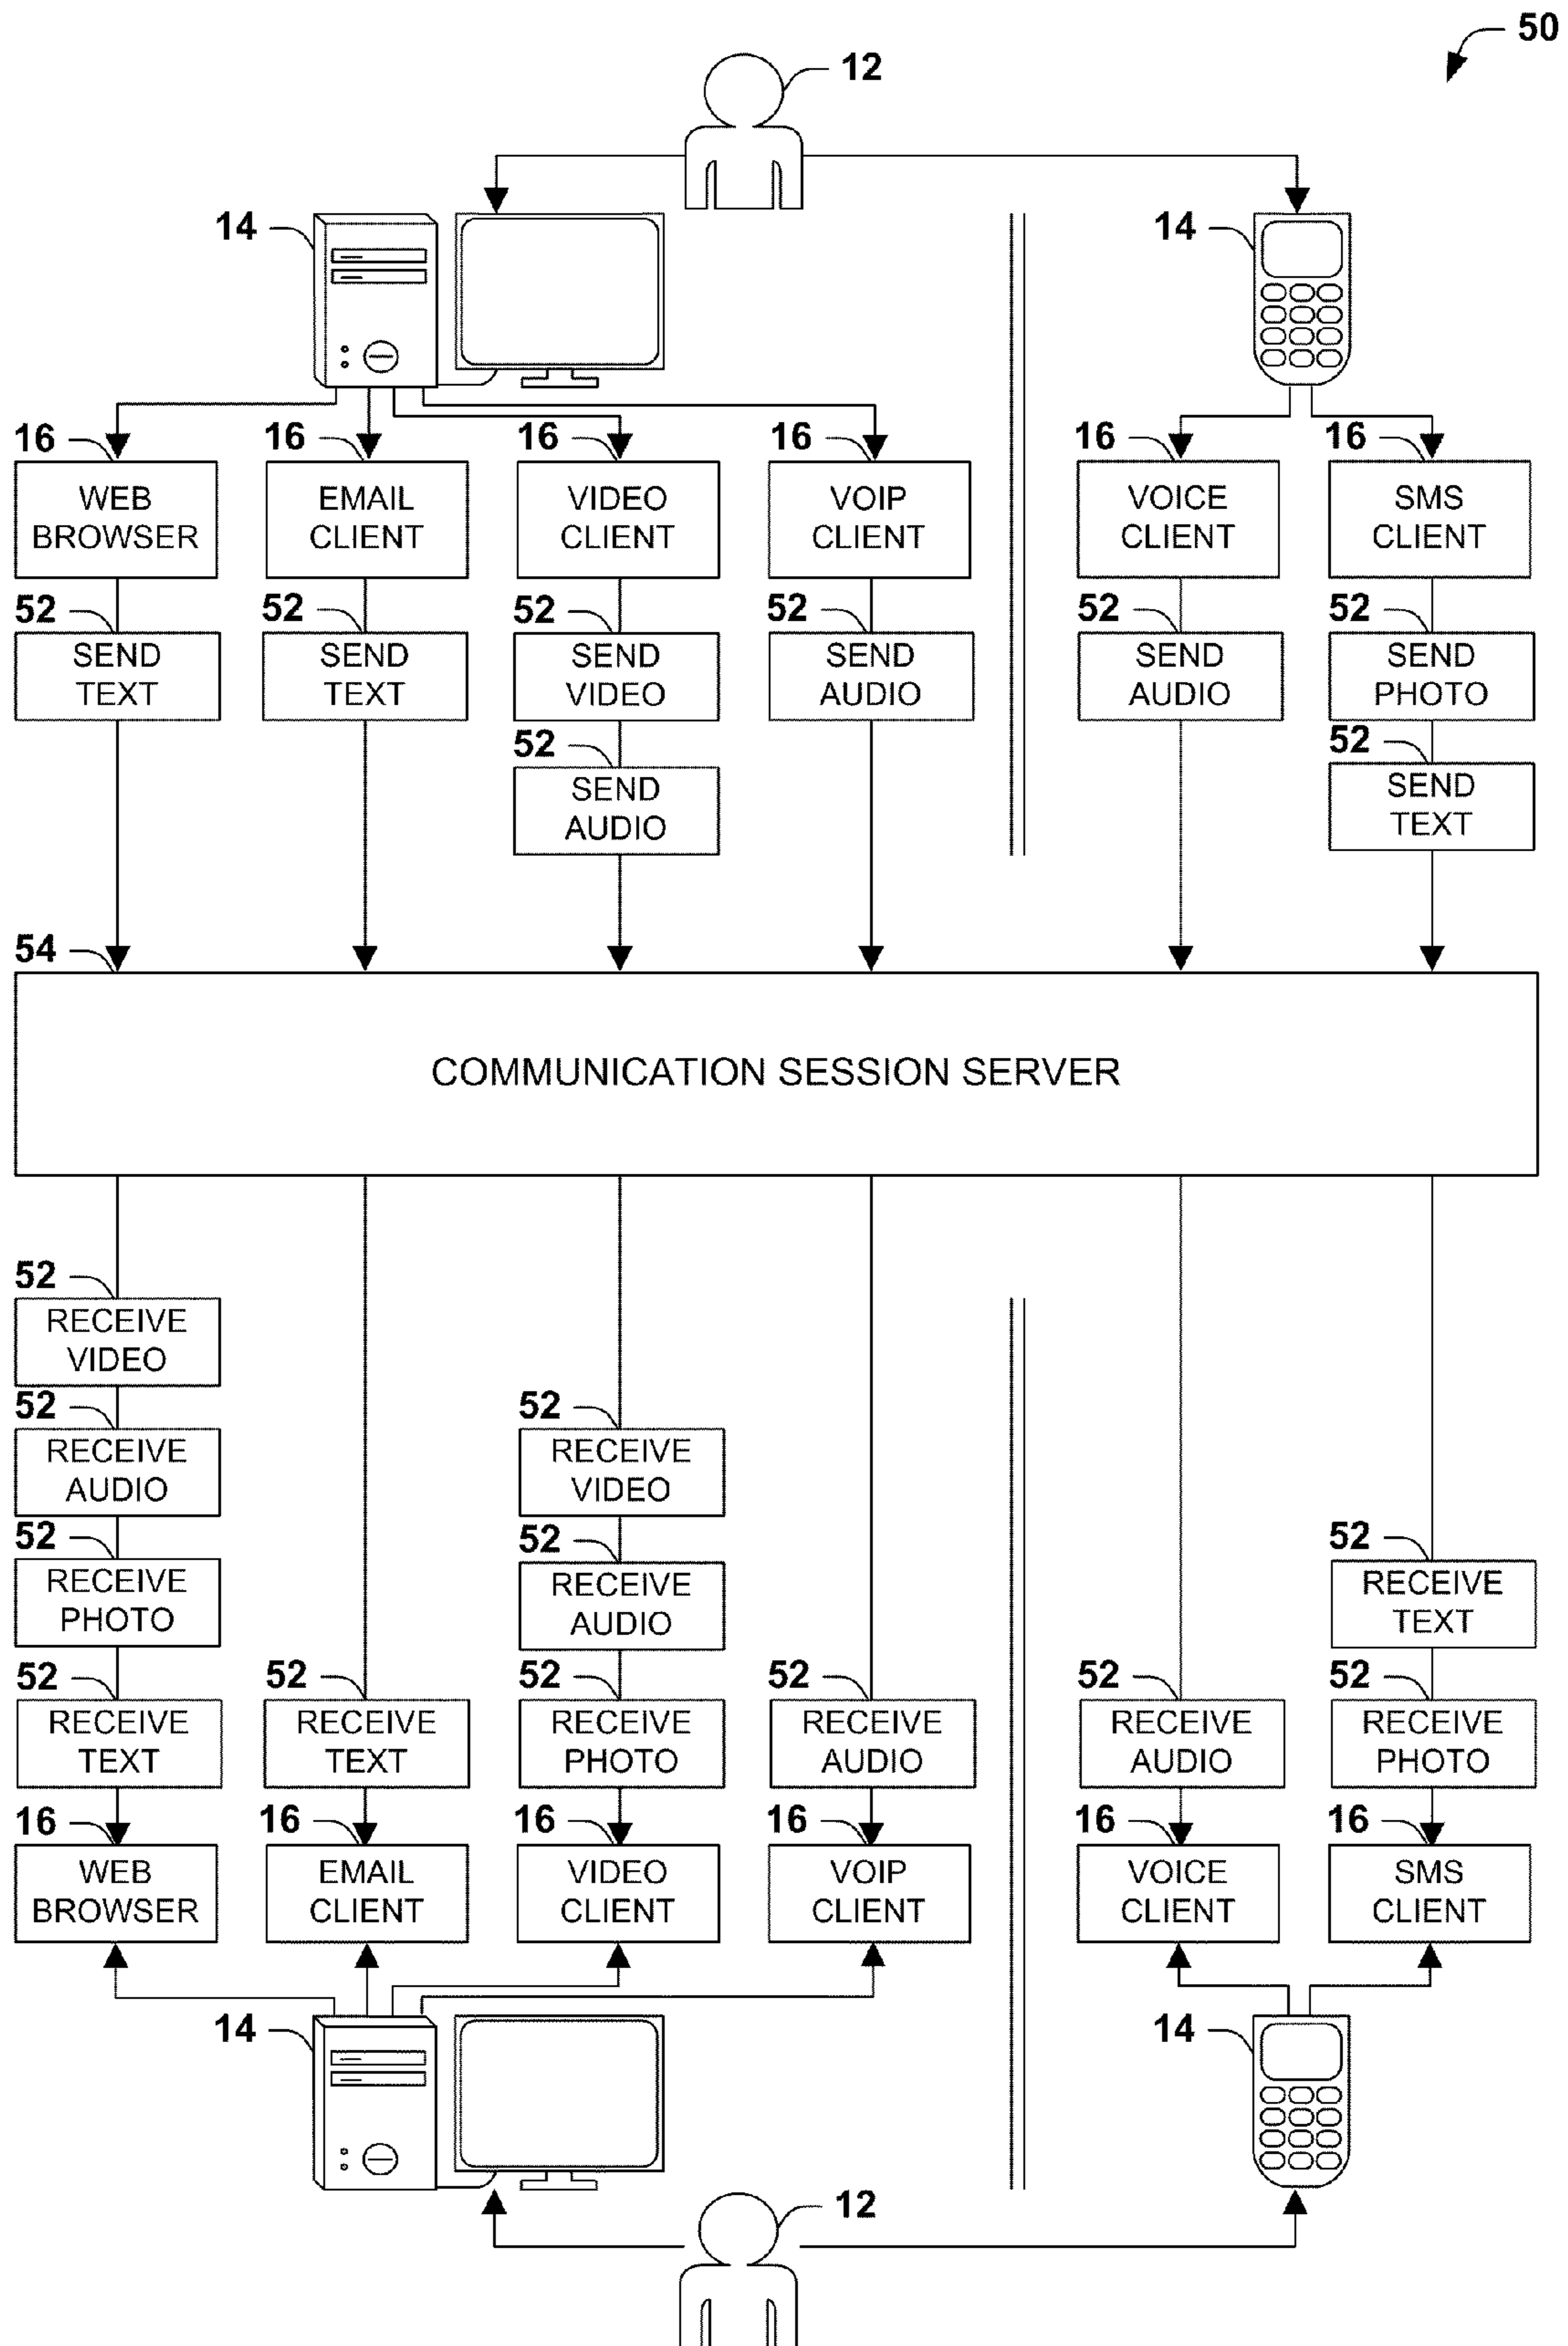 50
12
14
14
16
16
16
16
16
16
WEB
BROWSER
EMAIL
CLIENT
VIDEO
CLIENT
VOIP
CLIENT
VOICE
CLIENT
SMS
CLIENT
52
52
52
52
52
52
SEND
TEXT
SEND
TEXT
SEND
VIDEO
SEND
AUDIO
SEND
AUDIO
SEND
PHOTO
52
52
SEND
AUDIO
SEND
TEXT
54
COMMUNICATION SESSION SERVER
52
RECEIVE
VIDEO
52
52
RECEIVE
AUDIO
RECEIVE
VIDEO
52
52
52
RECEIVE
PHOTO
RECEIVE
AUDIO
RECEIVE
TEXT
52
52
52
52
52
52
RECEIVE
TEXT
RECEIVE
TEXT
RECEIVE
PHOTO
RECEIVE
AUDIO
RECEIVE
AUDIO
RECEIVE
PHOTO
16
16
16
16
16
16
WEB
BROWSER
EMAIL
CLIENT
VIDEO
CLIENT
VOIP
CLIENT
VOICE
CLIENT
SMS
CLIENT
14
14
12